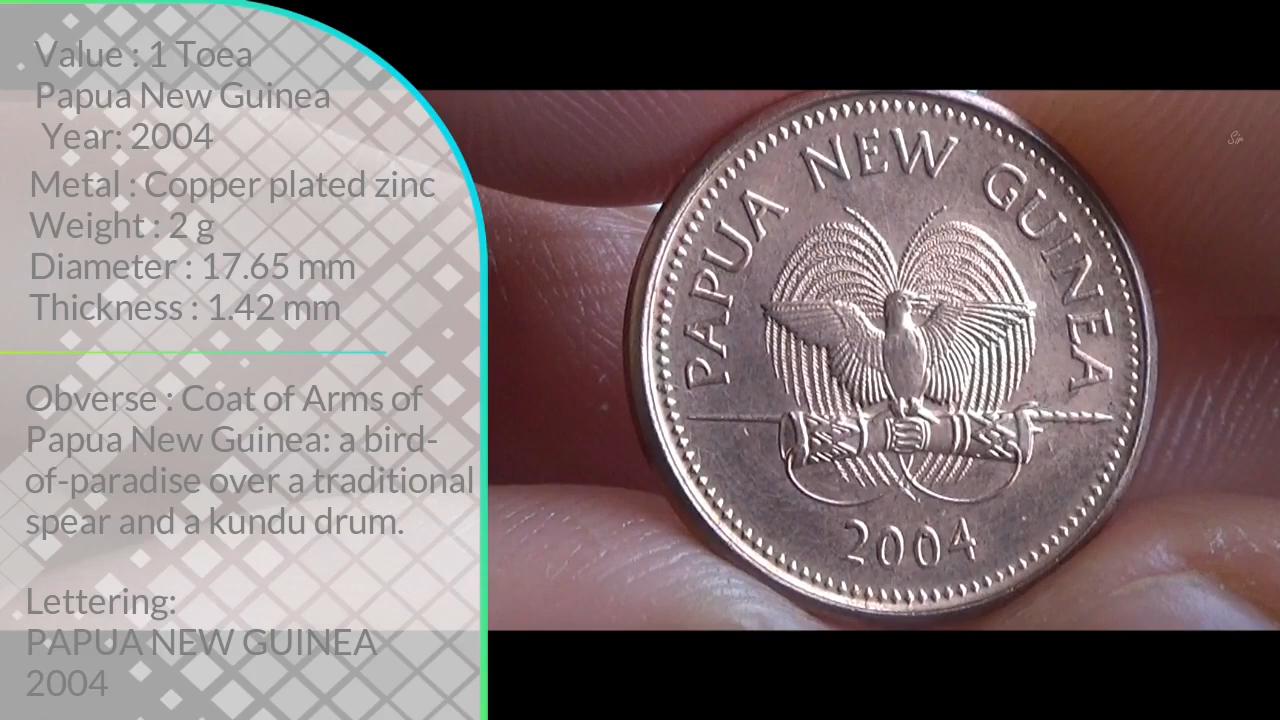 Value : 1 Toea
Papua New Guinea
Year: 2004
Metal : Copper plated zinc
Weight : 2 g
Diameter : 17.65 mm
Thickness : 1.42 mm
Obverse : Coat of Arms of
Papua New Guinea: a bird-
of-paradise over a traditional
spear and a kundu drum.
Lettering:
PAPUA NEW GUINEA
2004
PAPUA NEW GUINEA
2004